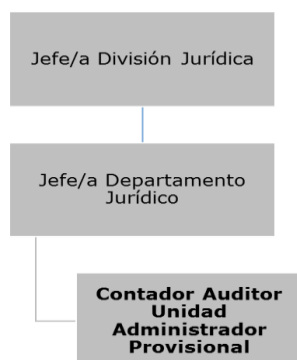 Jefe/a División Jurídica
Jefe/a Departamento
Jurídico
Contador Auditor
Unidad
Administrador
Provisional